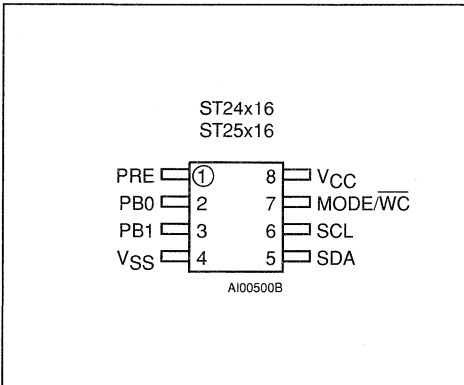 ST24x16
ST25x16
PRE 1 8 VCC
PB0 2 7 MODE/W̅C̅
PB1 3 6 SCL
VSS 4 5 SDA
AI00500B